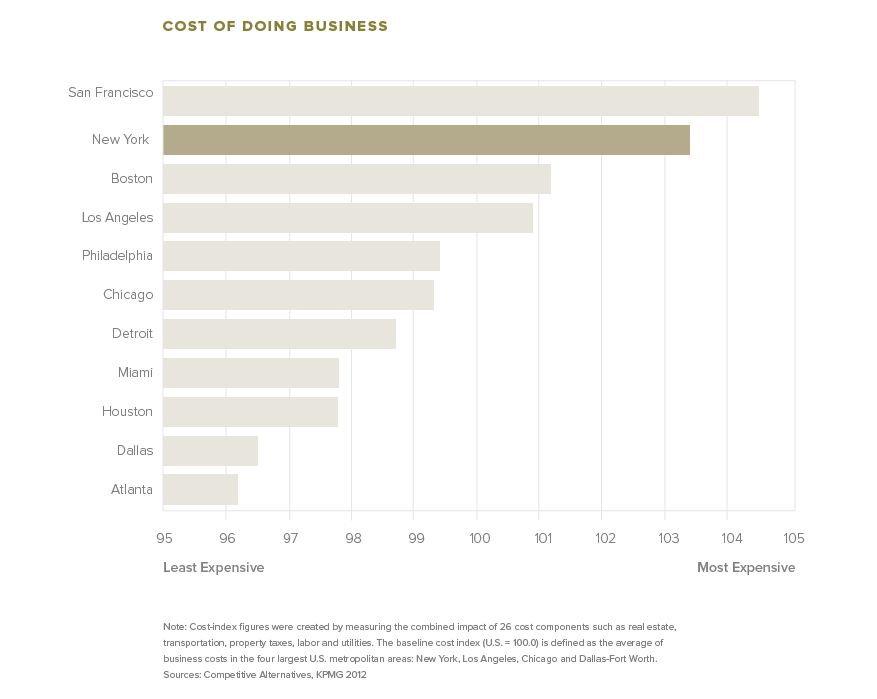 COST OF DOING BUSINESS
San Francisco
New York
Boston
Los Angeles
Philadelphia
Chicago
Detroit
Miami
Houston
Dallas
Atlanta
95 96 97 98 99 100 101 102 103 104 105
Least Expensive Most Expensive
Note: Cost-index figures were created by measuring the combined impact of 26 cost components such as real estate,
transportation, property taxes, labor and utilities. The baseline cost index (U.S. = 100.0) is defined as the average of
business costs in the four largest U.S. metropolitan areas: New York, Los Angeles, Chicago and Dallas-Fort Worth.
Sources: Competitive Alternatives, KPMG 2012